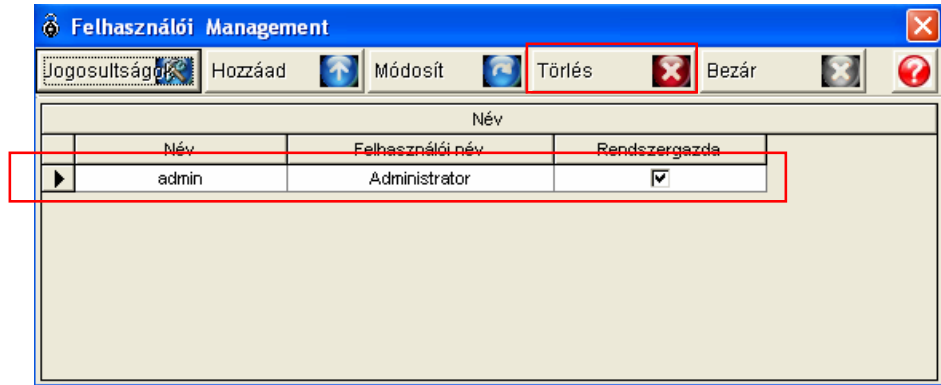 Felhasználói Management
Jogosultságok Hozzáad Módosít Törlés Bezár
Név
Név Felhasználói név Rendszergazda
admin Administrator